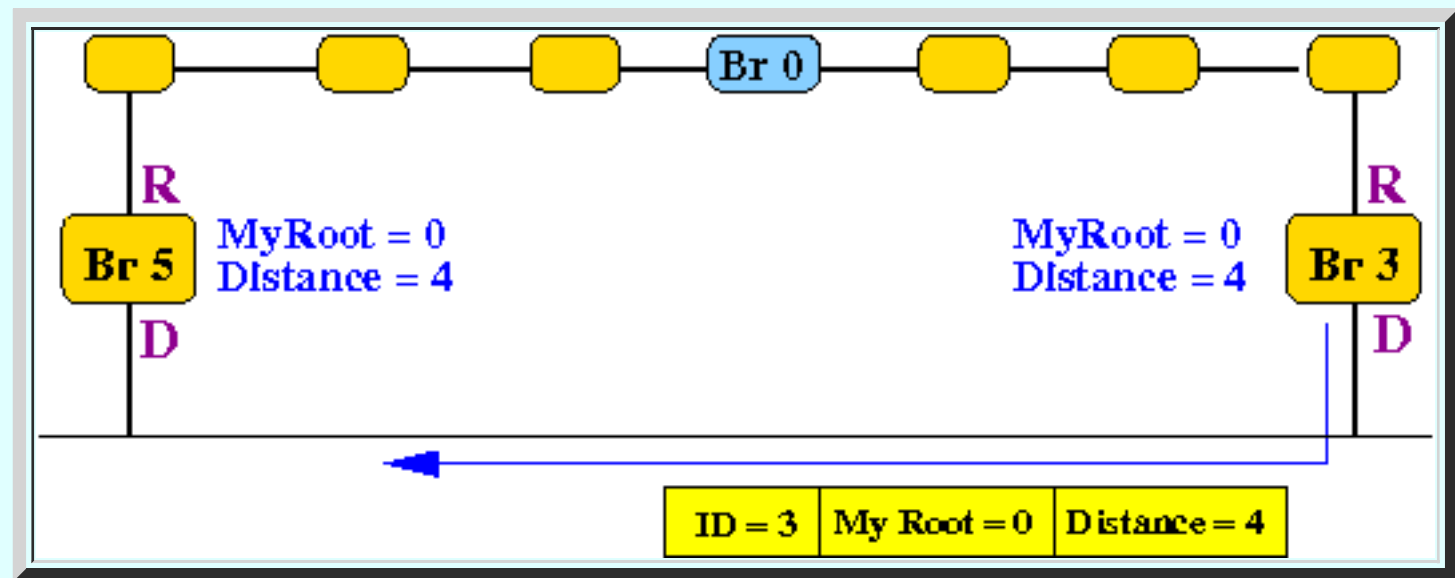 Br 0
R
R
Br 5
MyRoot = 0
Distance = 4
MyRoot = 0
Distance = 4
Br 3
D
D
ID = 3
My Root = 0
Distance = 4